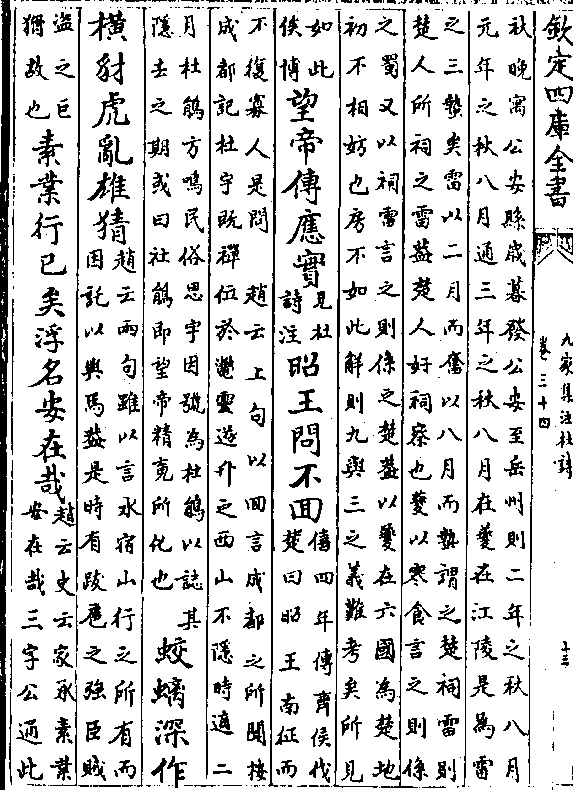 欽定四庫全書
九家集注杜詩
卷三十四
十三
秋晚寓公安縣歳暮發公安至岳州則二年之秋八月
元年之秋八月通三年之秋八月在夔在江陵是為雷
之三蟄矣雷以二月而奮以八月而蟄謂之楚祠雷則
楚人所祠之雷蓋楚人好祠祭也夔以寒食言之則係
之蜀又以祠雷言之則係之楚蓋以夔在六國為楚地
初不相妨也房不如此解則九與三之義難考矣所見
如此
俟博
望帝傳應實
見杜
詩注
昭王問不回
僖四年傳齊侯伐
楚曰昭王南征而
不復寡人是問
趙云上句以回言成都之所聞接
成都記杜宇既禪位於鼈靈遊升之西山不隱時適二
月杜鵑方鳴民俗思宇因號為杜鵑以誌其
隱去之期或曰杜鵑即望帝精䰟所化也
蛟螭深作
橫豺虎亂雄猜
趙云兩句雖以言水宿山行之所有而
因託以興焉蓋是時有跋扈之強臣賊
盜之巨
猾故也
素業行已矣浮名安在哉
趙云史云家承素業
安在哉三字公通此